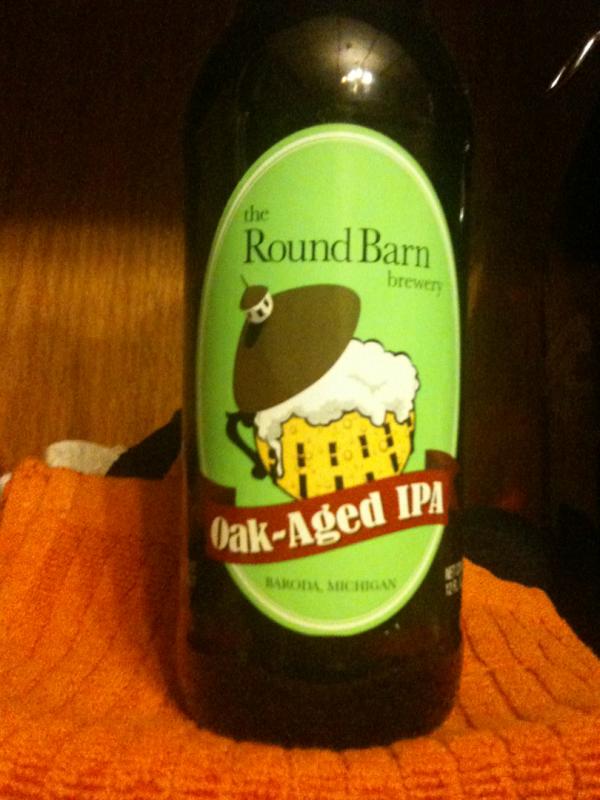 the
Round Barn
brewery
Oak-Aged IPA
BARODA, MICHIGAN